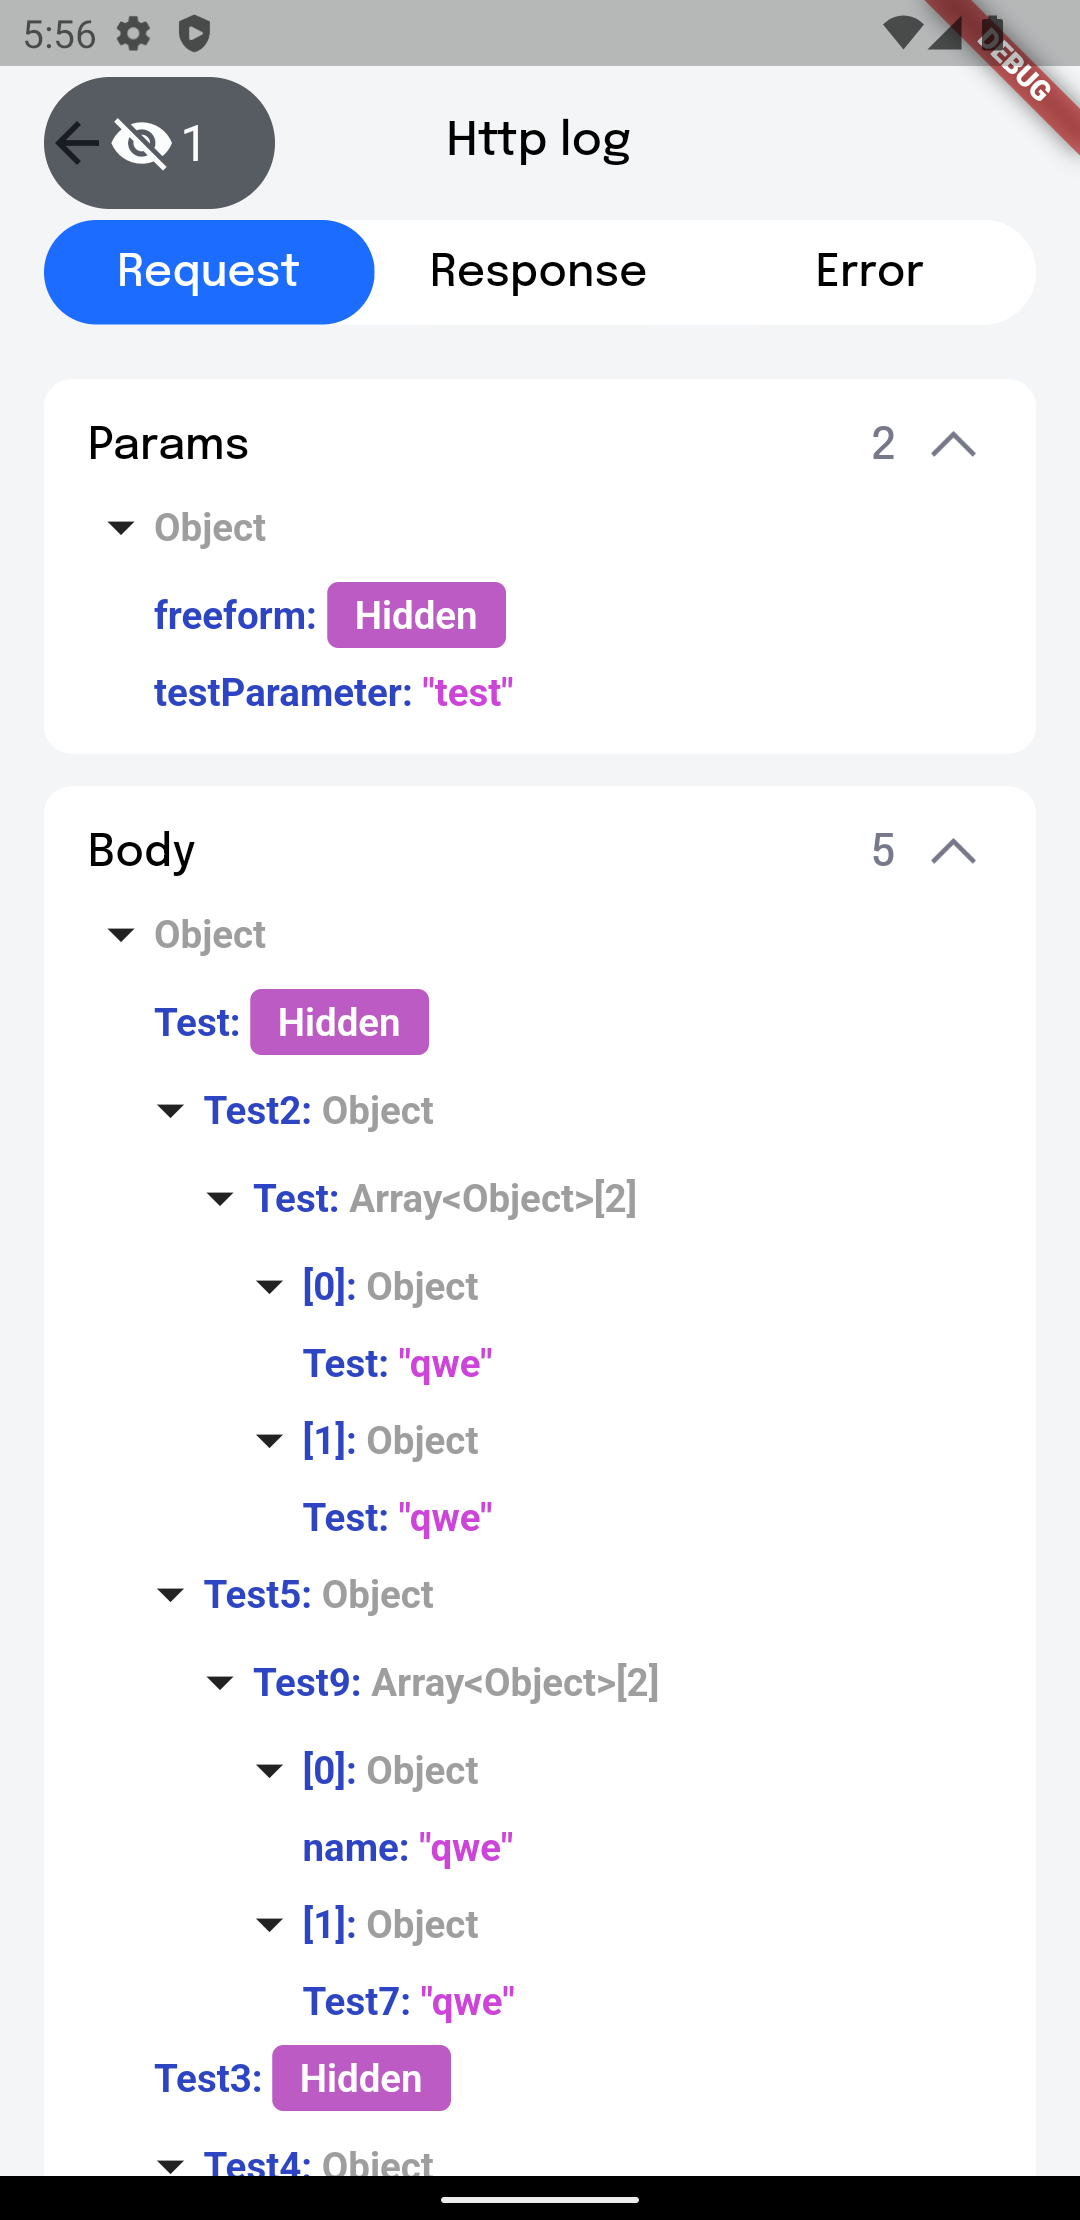 5:56
DEBUG
1
Http log
Request Response Error
Params 2
Object
freeform: Hidden
testParameter: "test"
Body 5
Object
Test: Hidden
Test2: Object
Test: Array<Object>[2]
[0]: Object
Test: "qwe"
[1]: Object
Test: "qwe"
Test5: Object
Test9: Array<Object>[2]
[0]: Object
name: "qwe"
[1]: Object
Test7: "qwe"
Test3: Hidden
Test4: Object